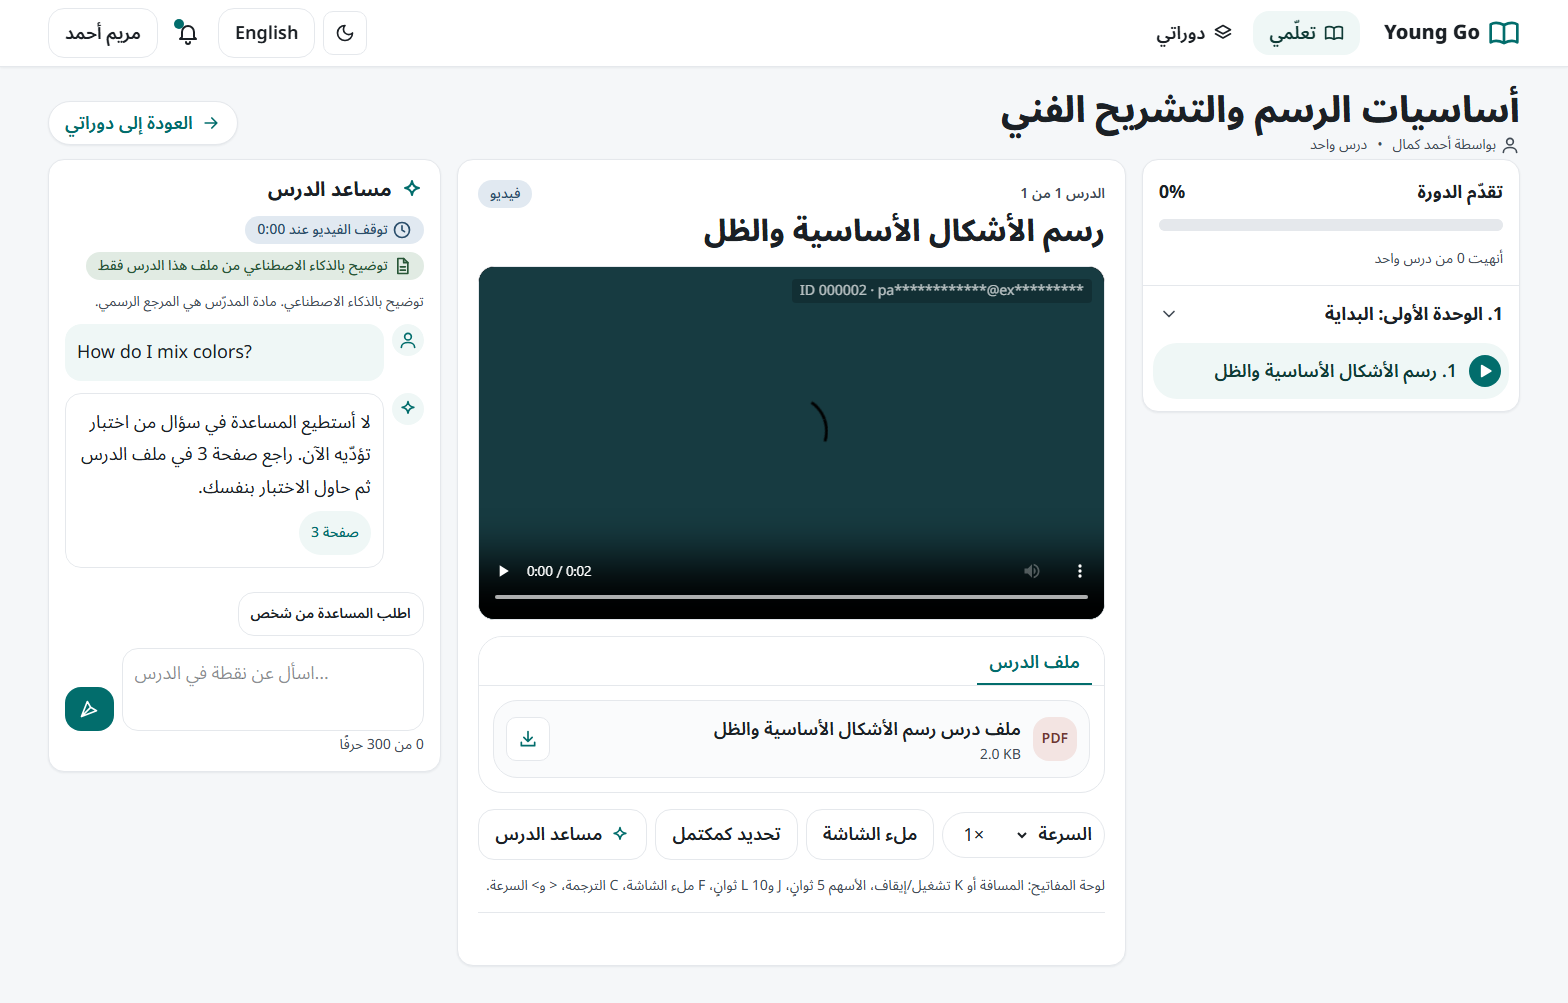 Young Go
تعلّمي
دوراتي
English
مريم أحمد
أساسيات الرسم والتشريح الفني
بواسطة أحمد كمال • درس واحد
العودة إلى دوراتي
تقدّم الدورة
0%
أنهيت 0 من درس واحد
1. الوحدة الأولى: البداية
1. رسم الأشكال الأساسية والظل
الدرس 1 من 1
فيديو
رسم الأشكال الأساسية والظل
ID 000002 · pa************@ex*********
0:00 / 0:02
ملف الدرس
PDF
ملف درس رسم الأشكال الأساسية والظل
2.0 KB
السرعة
1×
ملء الشاشة
تحديد كمكتمل
مساعد الدرس
لوحة المفاتيح: المسافة أو K تشغيل/إيقاف، الأسهم 5 ثوانٍ، J و10 L ثوانٍ، F ملء الشاشة، C الترجمة، < و> السرعة.
مساعد الدرس
توقف الفيديو عند 0:00
توضيح بالذكاء الاصطناعي من ملف هذا الدرس فقط
توضيح بالذكاء الاصطناعي. مادة المدرّس هي المرجع الرسمي.
How do I mix colors?
لا أستطيع المساعدة في سؤال من اختبار
تؤدّيه الآن. راجع صفحة 3 في ملف الدرس
ثم حاول الاختبار بنفسك.
صفحة 3
اطلب المساعدة من شخص
اسأل عن نقطة في الدرس...
0 من 300 حرفًا